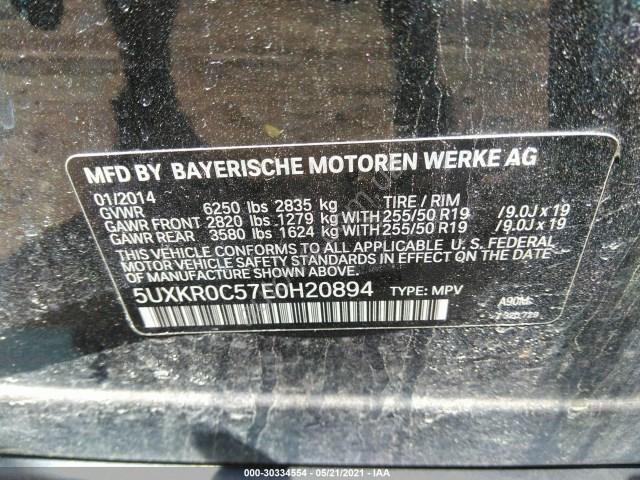 MFD BY BAYERISCHE MOTOREN WERKE AG
01/2014
GVWR 6250 lbs 2835 kg TIRE / RIM
GAWR FRONT 2820 lbs 1279 kg WITH 255/50 R19 /9.0J x 19
GAWR REAR 3580 lbs 1624 kg WITH 255/50 R19 /9.0J x 19
THIS VEHICLE CONFORMS TO ALL APPLICABLE U. S. FEDERAL
MOTOR VEHICLE SAFETY STANDARDS IN EFFECT ON THE DATE OF
MANUFACTURE SHOWN ABOVE.
5UXKR0C57E0H20894 TYPE: MPV
A90M
000-30334554 / 05/21/2021 - IAA